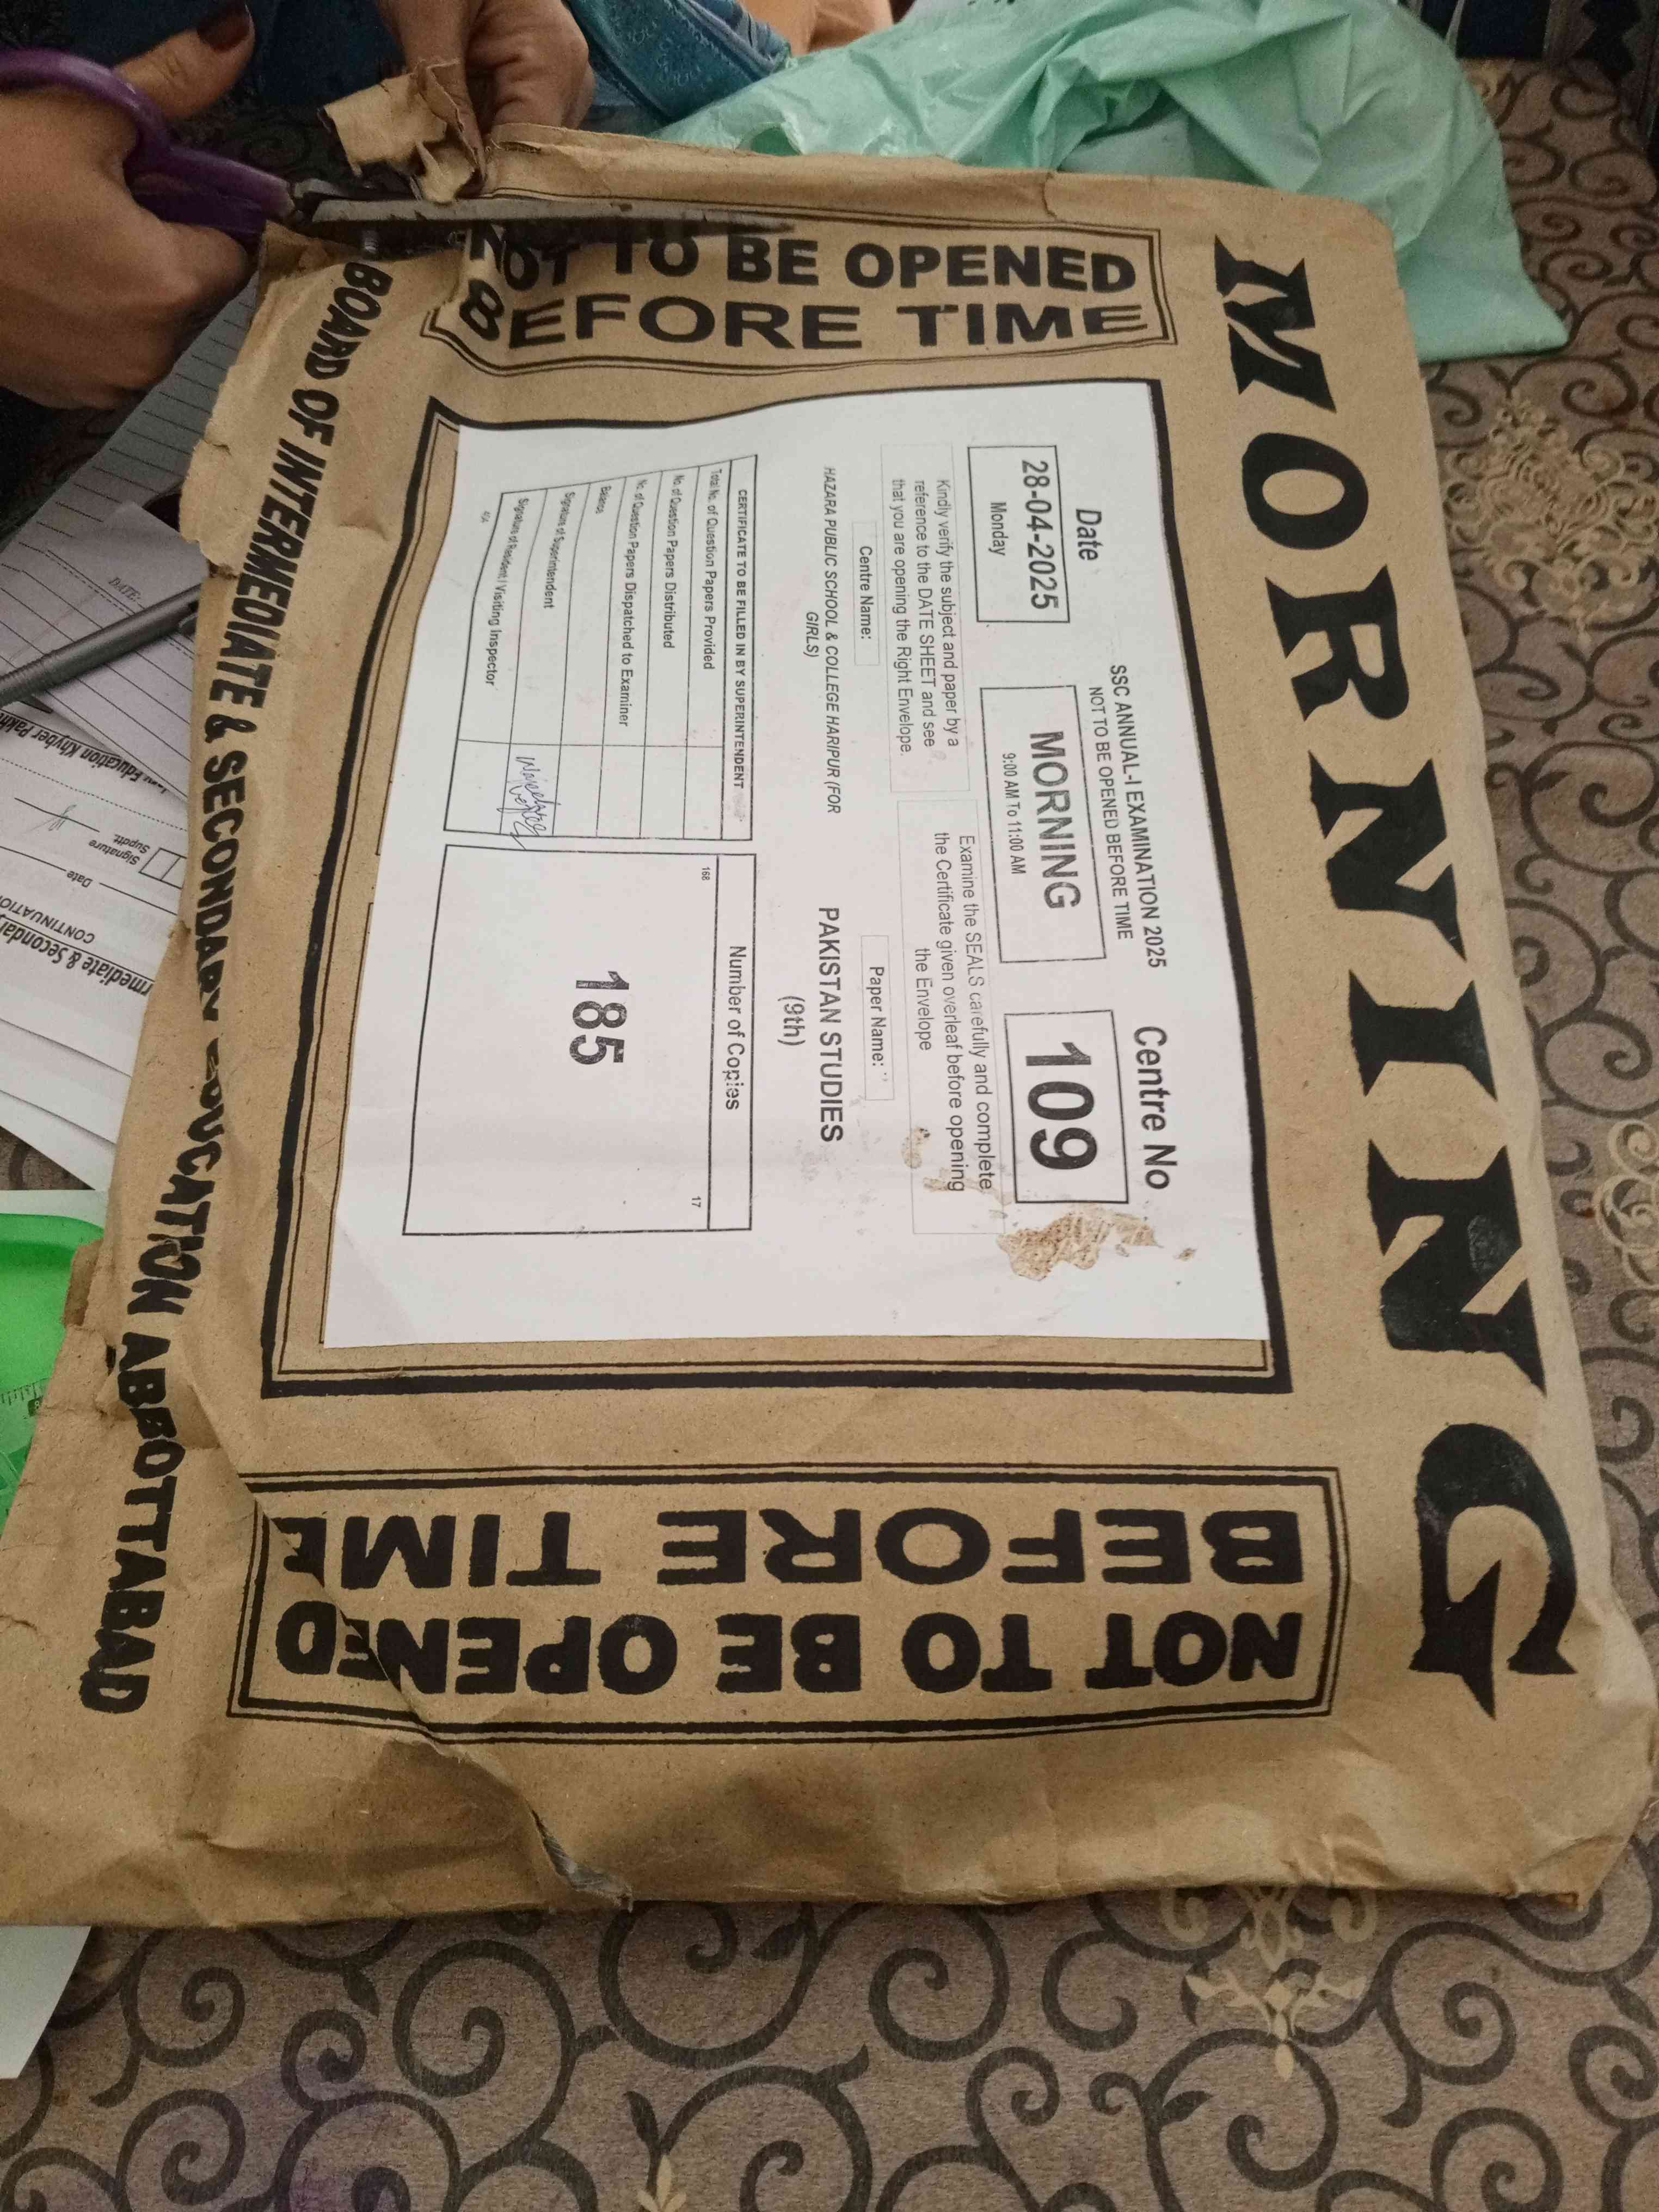 MORNING
NOT TO BE OPENED
BEFORE TIME
SSC ANNUAL-I EXAMINATION 2025
NOT TO BE OPENED BEFORE TIME
Date
28-04-2025
Monday
MORNING
9:00 AM To 11:00 AM
Centre No
109
Kindly verify the subject and paper by a
reference to the DATE SHEET and see
that you are opening the Right Envelope.
Examine the SEALS carefully and complete
the Certificate given overleaf before opening
the Envelope
Centre Name:
Paper Name:
HAZARA PUBLIC SCHOOL & COLLEGE HARIPUR (FOR
GIRLS)
PAKISTAN STUDIES
(9th)
CERTIFICATE TO BE FILLED IN BY SUPERINTENDENT
Total No. of Question Papers Provided
No. of Question Papers Distributed
No. of Question Papers Dispatched to Examiner
Balance
Signature of Superintendent
Signature of Resident / Visiting Inspector
Number of Copies
168
17
185
NOT TO BE OPENED
BEFORE TIME
BOARD OF INTERMEDIATE & SECONDARY EDUCATION ABBOTTABAD
DATE:
Education Khyber
Signature
Supdtt.
Date
CONTINUATIO
mediate & Secondar